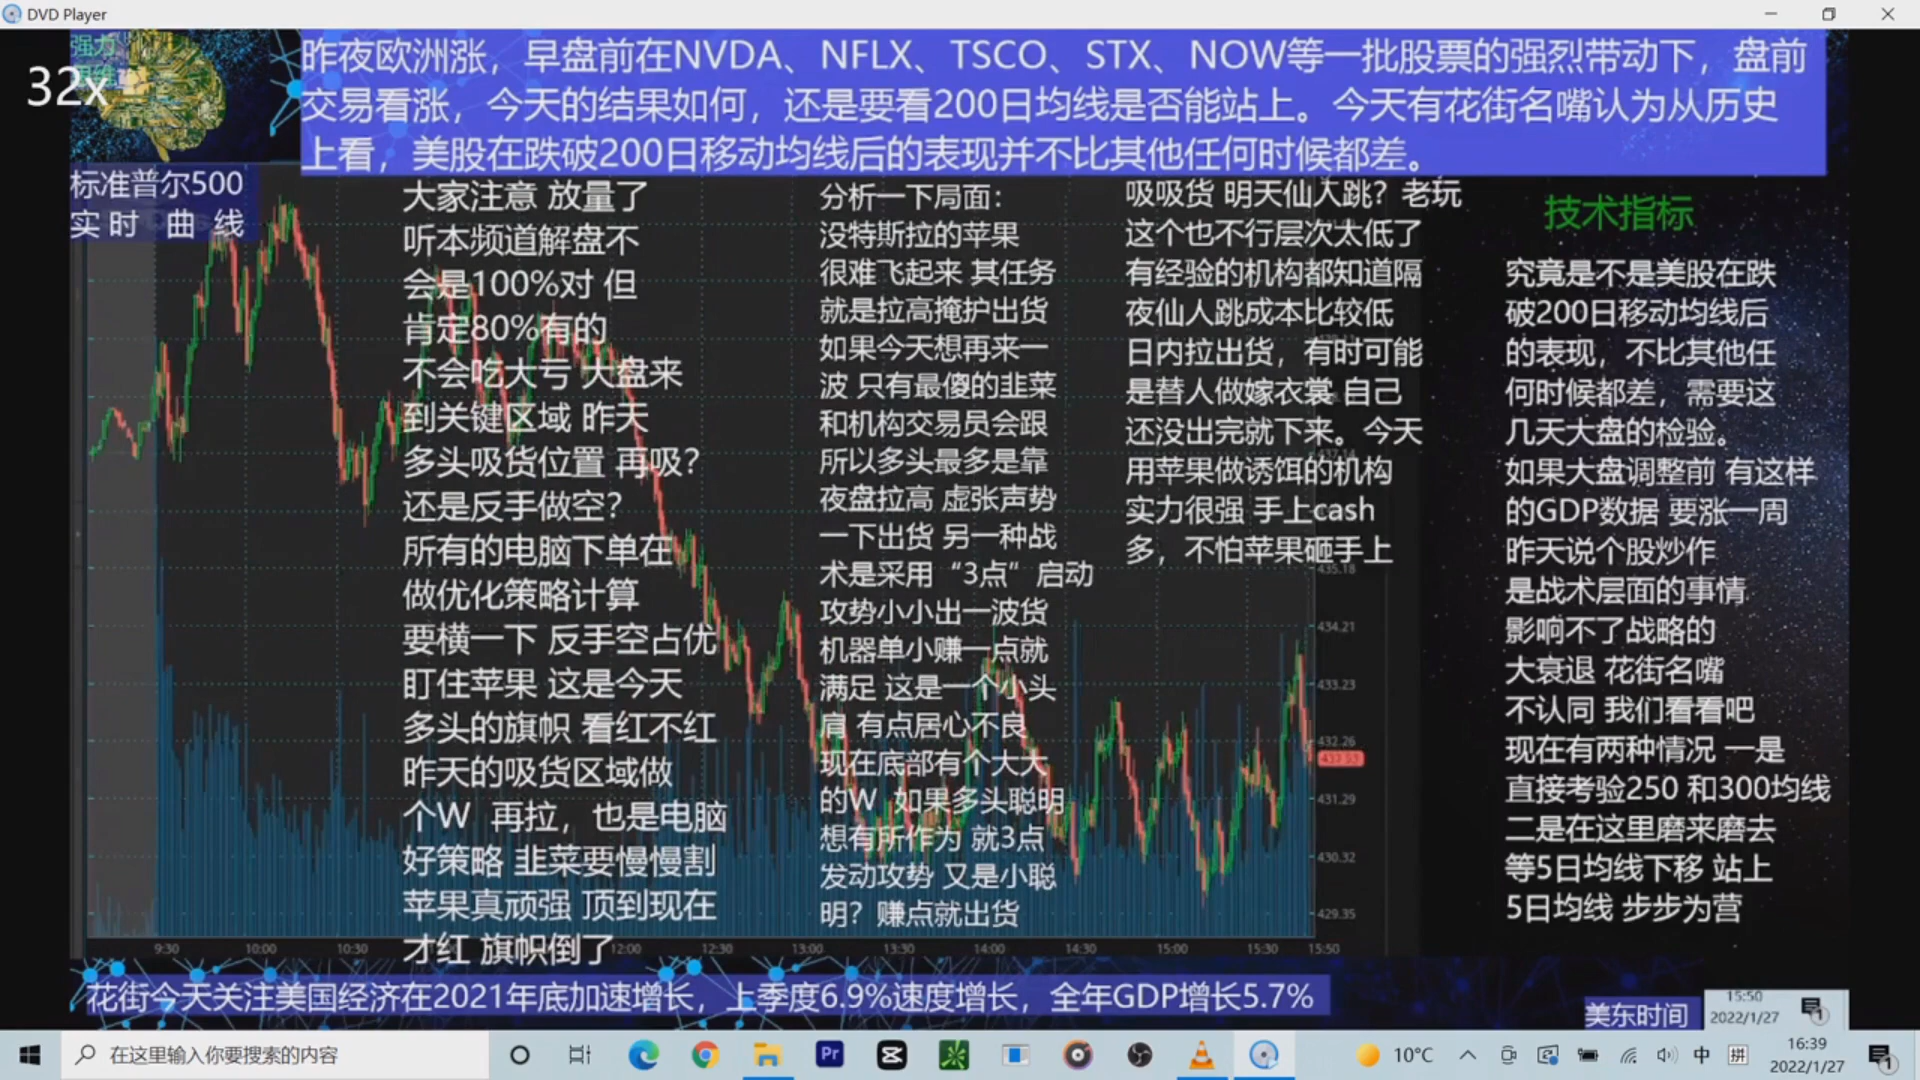 DVD Player
强力
32x
昨夜欧洲涨，早盘前在NVDA、NFLX、TSCO、STX、NOW等一批股票的强烈带动下，盘前
交易看涨，今天的结果如何，还是要看200日均线是否能站上。今天有花街名嘴认为从历史
上看，美股在跌破200日移动均线后的表现并不比其他任何时候都差。
标准普尔500
实时 曲 线
大家注意 放量了
听本频道解盘不
会是100%对 但
肯定80%有的
不会吃大亏 大盘来
到关键区域 昨天
多头吸货位置 再吸？
还是反手做空？
所有的电脑下单在
做优化策略计算
要横一下 反手空占优
盯住苹果 这是今天
多头的旗帜 看红不红
昨天的吸货区域做
个W 再拉，也是电脑
好策略 韭菜要慢慢割
苹果真顽强 顶到现在
才红 旗帜倒了
分析一下局面：
没特斯拉的苹果
很难飞起来 其任务
就是拉高掩护出货
如果今天想再来一
波 只有最傻的韭菜
和机构交易员会跟
所以多头最多是靠
夜盘拉高 虚张声势
一下出货 另一种战
术是采用“3点”启动
攻势小小出一波货
机器单小赚一点就
满足 这是一个小头
肩 有点居心不良
现在底部有个大大
的W 如果多头聪明
想有所作为 就3点
发动攻势 又是小聪
明？赚点就出货
吸吸货 明天仙人跳？老玩
这个也不行层次太低了
有经验的机构都知道隔
夜仙人跳成本比较低
日内拉出货，有时可能
是替人做嫁衣裳 自己
还没出完就下来。今天
用苹果做诱饵的机构
实力很强 手上cash
多，不怕苹果砸手上
技术指标
究竟是不是美股在跌
破200日移动均线后
的表现，不比其他任
何时候都差，需要这
几天大盘的检验。
如果大盘调整前 有这样
的GDP数据 要涨一周
昨天说个股炒作
是战术层面的事情
影响不了战略的
大衰退 花街名嘴
不认同 我们看看吧
现在有两种情况 一是
直接考验250 和300均线
二是在这里磨来磨去
等5日均线下移 站上
5日均线 步步为营
435.18
434.21
433.23
432.26
431.29
430.32
429.35
9:30 10:00 10:30 12:00 12:30 13:00 13:30 14:00 14:30 15:00 15:30 15:50
花街今天关注美国经济在2021年底加速增长，上季度6.9%速度增长，全年GDP增长5.7%
美东时间
15:50
2022/1/27
在这里输入你要搜索的内容
Pr
10°C
中
拼
16:39
2022/1/27
1